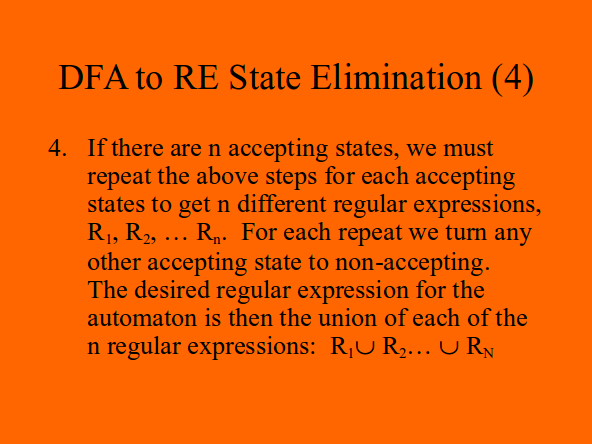 DFA to RE State Elimination (4)
4. If there are n accepting states, we must
repeat the above steps for each accepting
states to get n different regular expressions,
R₁, R₂, … Rₙ. For each repeat we turn any
other accepting state to non-accepting.
The desired regular expression for the
automaton is then the union of each of the
n regular expressions: R₁∪ R₂… ∪ R_N